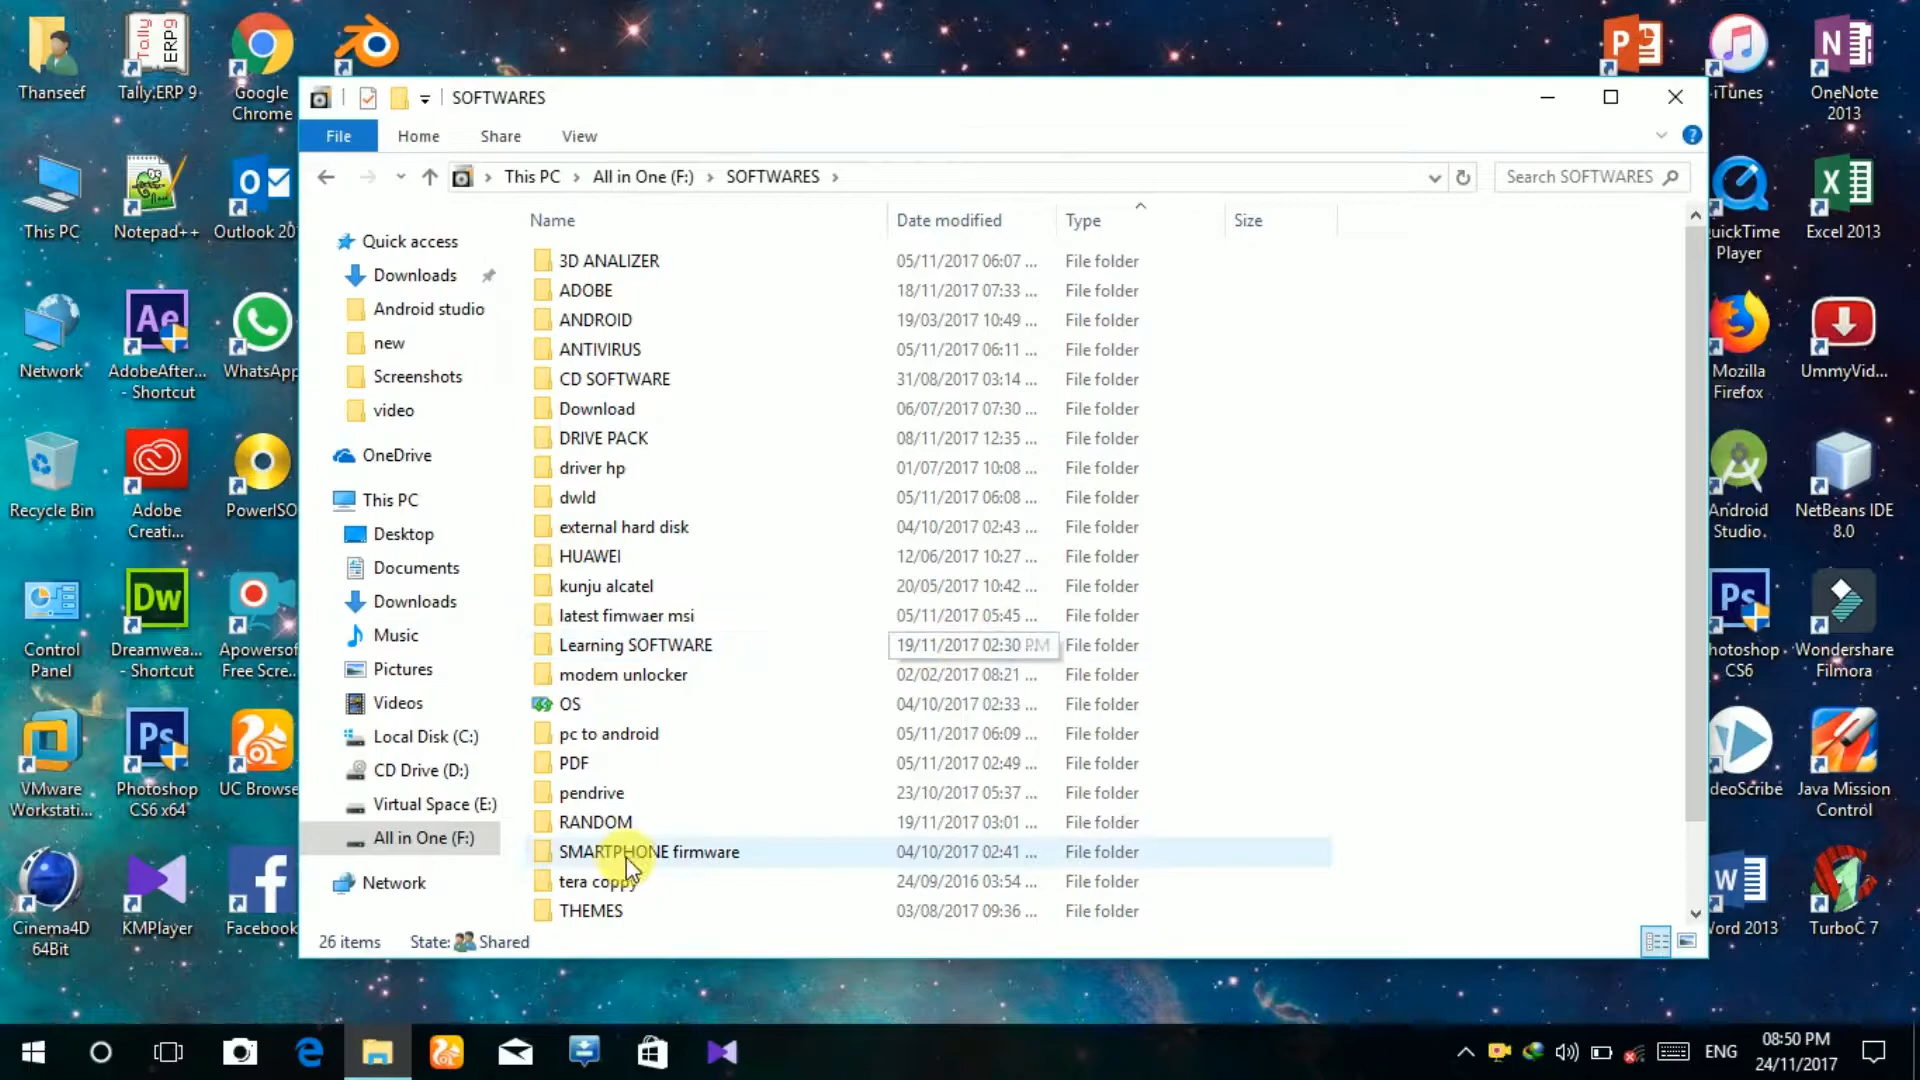 Thanseef
Tally.ERP 9
Google
Chrome
This PC
Notepad++
Outlook 20
Network
AdobeAfter...
- Shortcut
WhatsApp
Recycle Bin
Adobe
Creati...
PowerISO
Control
Panel
Dreamwea...
- Shortcut
Apowersof
Free Scre...
VMware
Workstati...
Photoshop
CS6 x64
UC Browse
Cinema4D
64Bit
KMPlayer
Facebook
SOFTWARES
File Home Share View
This PC All in One (F:) SOFTWARES
Search SOFTWARES
Quick access
Downloads
Android studio
new
Screenshots
video
OneDrive
This PC
Desktop
Documents
Downloads
Music
Pictures
Videos
Local Disk (C:)
CD Drive (D:)
Virtual Space (E:)
All in One (F:)
Network
Name Date modified Type Size
3D ANALIZER 05/11/2017 06:07 ... File folder
ADOBE 18/11/2017 07:33 ... File folder
ANDROID 19/03/2017 10:49 ... File folder
ANTIVIRUS 05/11/2017 06:11 ... File folder
CD SOFTWARE 31/08/2017 03:14 ... File folder
Download 06/07/2017 07:30 ... File folder
DRIVE PACK 08/11/2017 12:35 ... File folder
driver hp 01/07/2017 10:08 ... File folder
dwld 05/11/2017 06:08 ... File folder
external hard disk 04/10/2017 02:43 ... File folder
HUAWEI 12/06/2017 10:27 ... File folder
kunju alcatel 20/05/2017 10:42 ... File folder
latest fimwaer msi 05/11/2017 05:45 ... File folder
Learning SOFTWARE 19/11/2017 02:30 PM File folder
modem unlocker 02/02/2017 08:21 ... File folder
OS 04/10/2017 02:33 ... File folder
pc to android 05/11/2017 06:09 ... File folder
PDF 05/11/2017 02:49 ... File folder
pendrive 23/10/2017 05:37 ... File folder
RANDOM 19/11/2017 03:01 ... File folder
SMARTPHONE firmware 04/10/2017 02:41 ... File folder
tera coppy 24/09/2016 03:54 ... File folder
THEMES 03/08/2017 09:36 ... File folder
26 items State: Shared
iTunes
OneNote
2013
uickTime
Player
Excel 2013
Mozilla
Firefox
UmmyVid...
Android
Studio
NetBeans IDE
8.0
hotoshop
CS6
Wondershare
Filmora
deoScribe
Java Mission
Control
Word 2013
TurboC 7
ENG
08:50 PM
24/11/2017